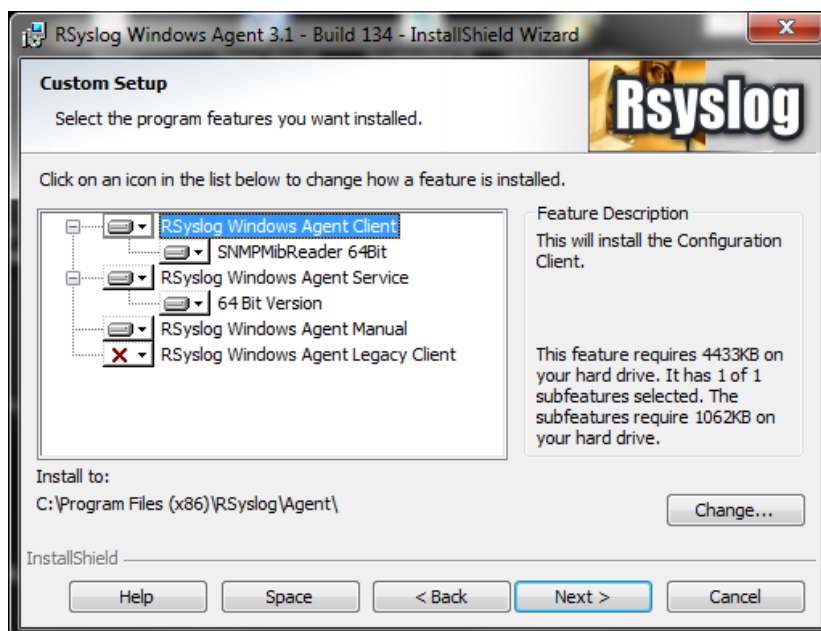 RSyslog Windows Agent 3.1 - Build 134 - InstallShield Wizard
Custom Setup
Select the program features you want installed.
Rsyslog
Click on an icon in the list below to change how a feature is installed.
RSyslog Windows Agent Client
SNMPMibReader 64Bit
RSyslog Windows Agent Service
64 Bit Version
RSyslog Windows Agent Manual
RSyslog Windows Agent Legacy Client
Feature Description
This will install the Configuration
Client.
This feature requires 4433KB on
your hard drive. It has 1 of 1
subfeatures selected. The
subfeatures require 1062KB on
your hard drive.
Install to:
C:\Program Files (x86)\RSyslog\Agent\
Change...
InstallShield
Help
Space
< Back
Next >
Cancel